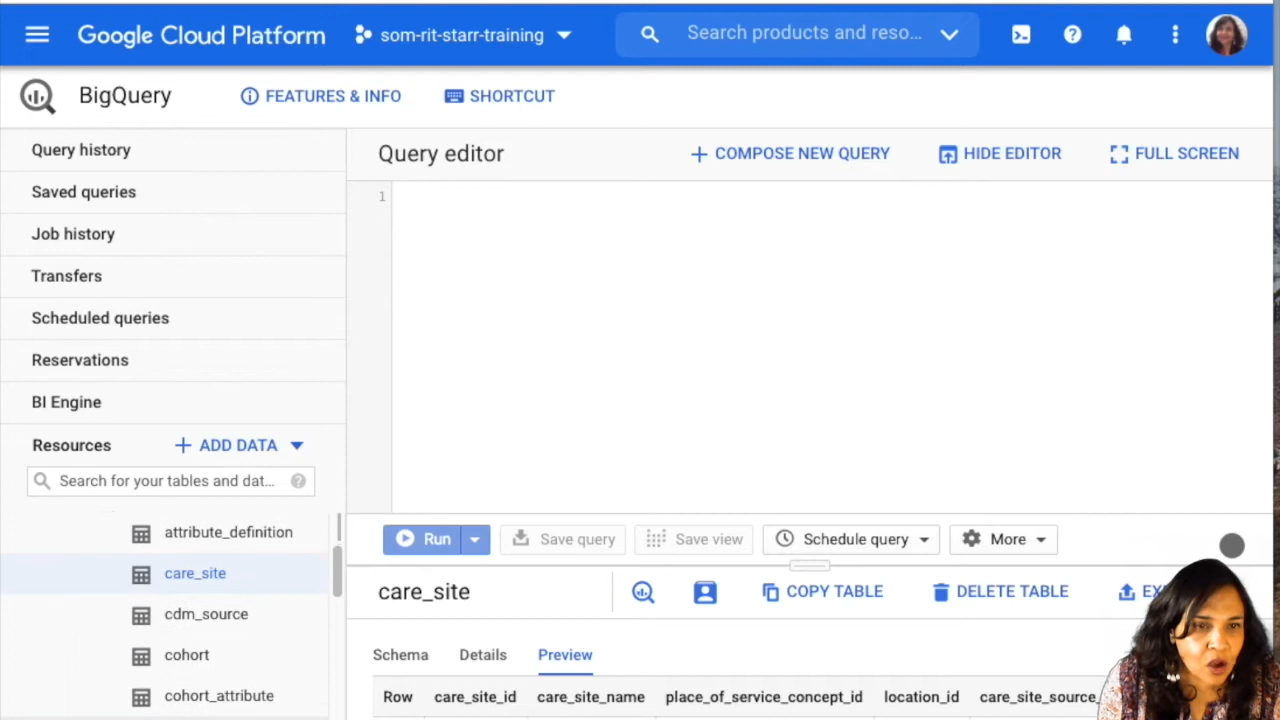 Google Cloud Platform
som-rit-starr-training
Search products and reso...
BigQuery
FEATURES & INFO
SHORTCUT
Query history
Saved queries
Job history
Transfers
Scheduled queries
Reservations
BI Engine
Resources
ADD DATA
Search for your tables and dat...
attribute_definition
care_site
cdm_source
cohort
cohort_attribute
Query editor
COMPOSE NEW QUERY
HIDE EDITOR
FULL SCREEN
1
Run
Save query
Save view
Schedule query
More
care_site
COPY TABLE
DELETE TABLE
Schema
Details
Preview
Row
care_site_id
care_site_name
place_of_service_concept_id
location_id
care_site_source_